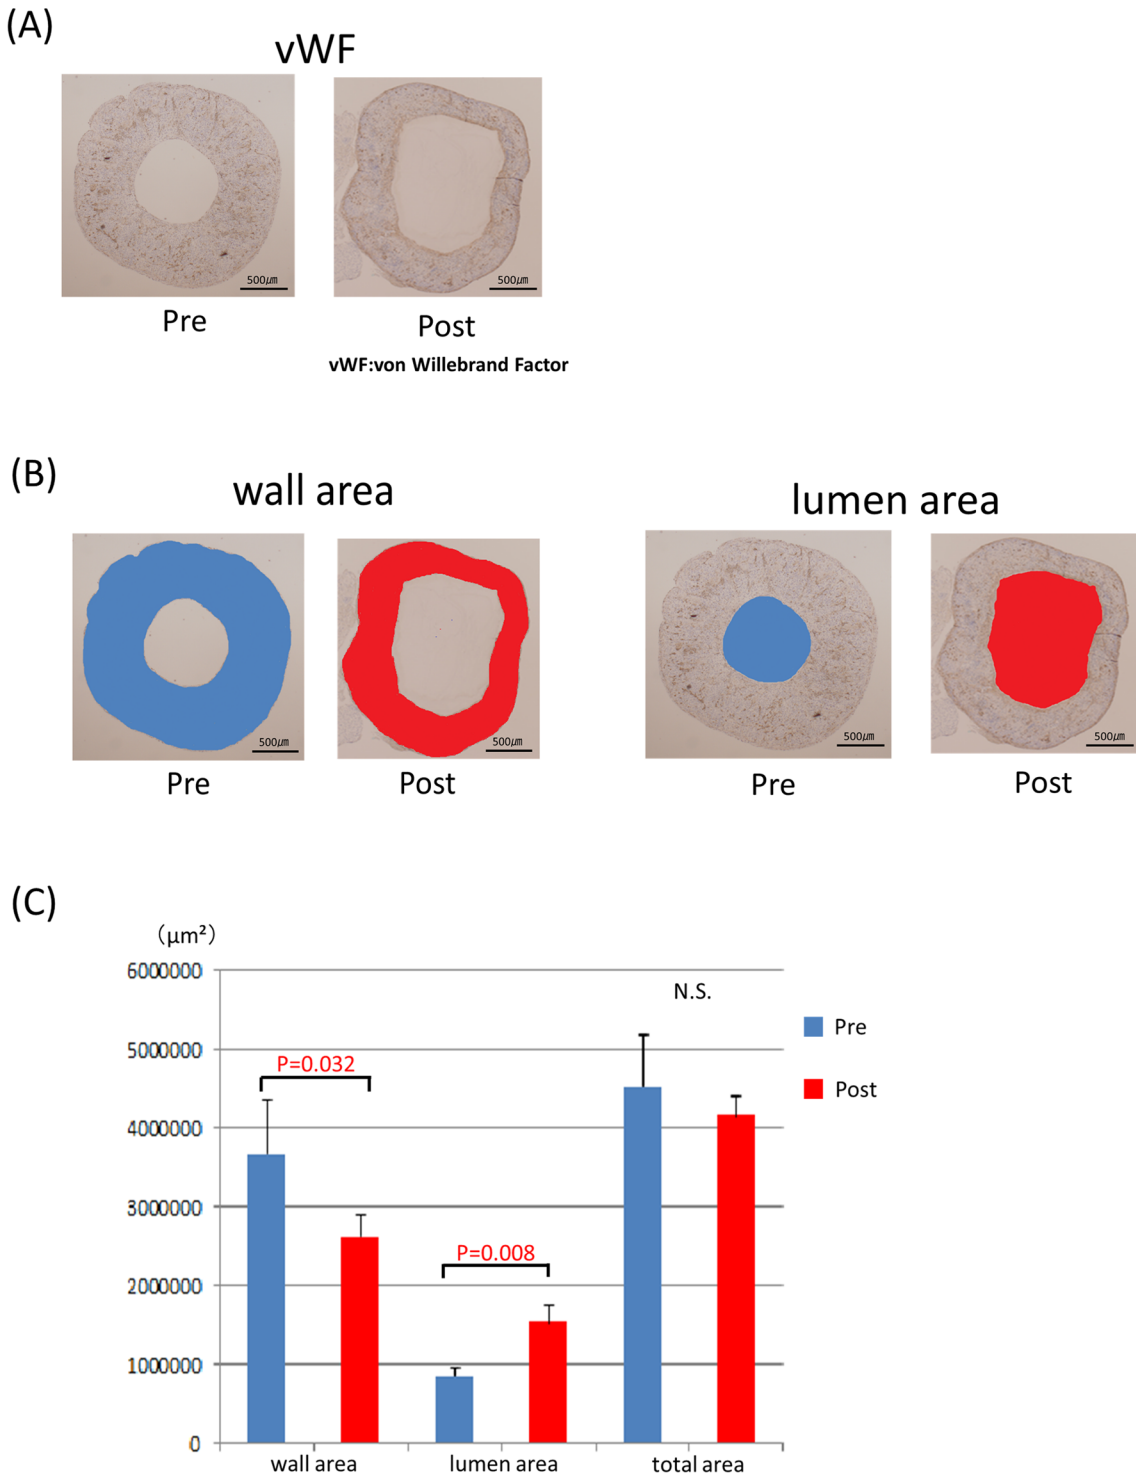 (A)
vWF
500㎛
500㎛
Pre
Post
vWF:von Willebrand Factor
(B)
wall area
lumen area
500㎛
500㎛
500㎛
500㎛
Pre
Post
Pre
Post
(C)
(μm²)
6000000
N.S.
Pre
5000000
P=0.032
Post
4000000
3000000
P=0.008
2000000
1000000
0
wall area
lumen area
total area